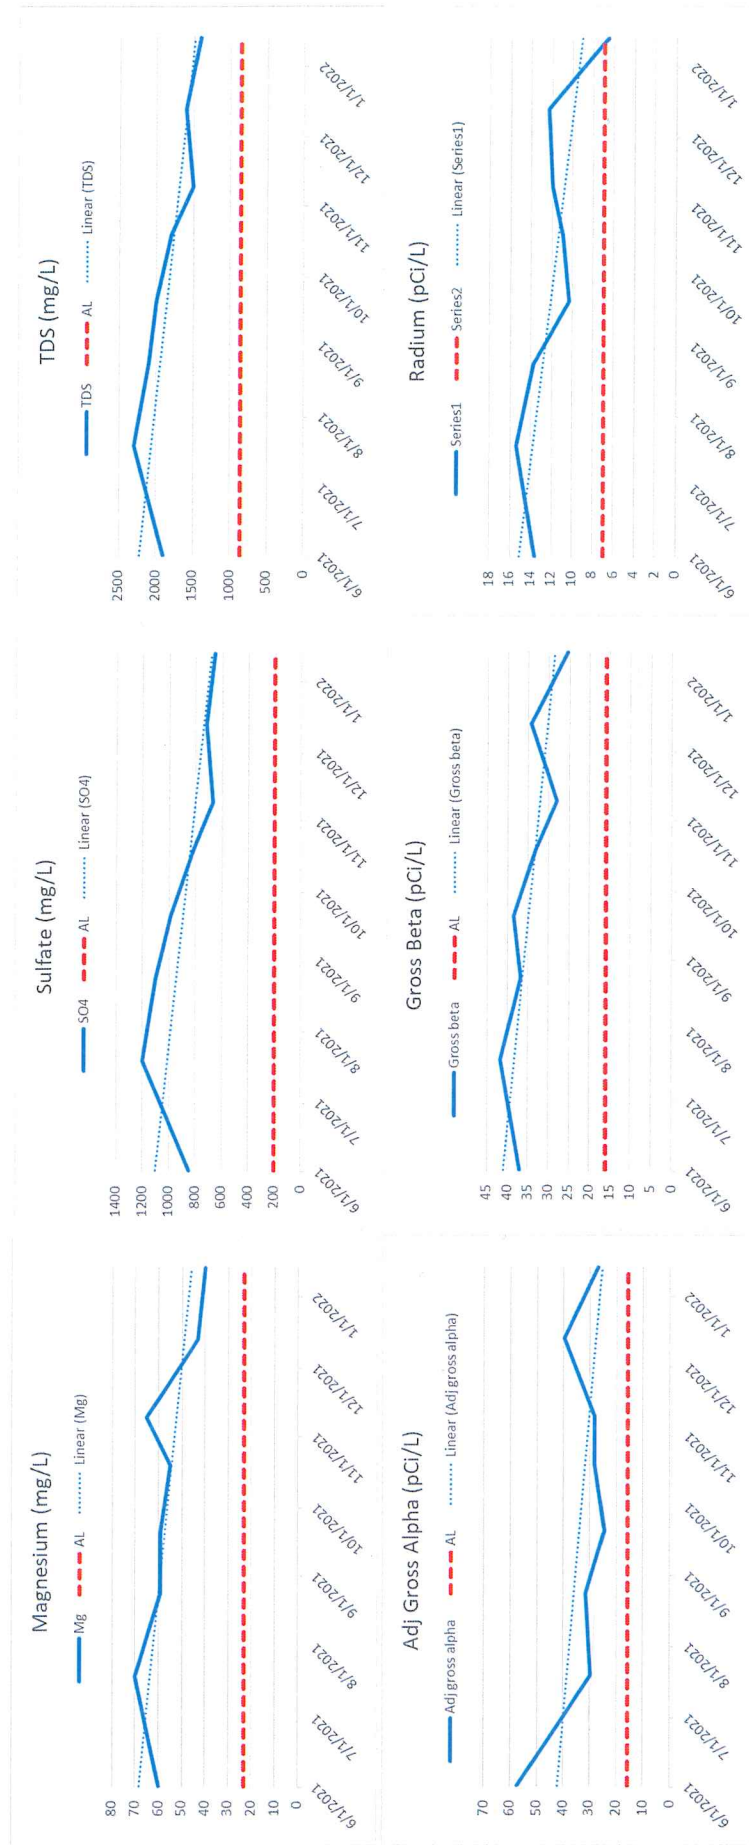 Magnesium (mg/L)
Mg AL Linear (Mg)
80
70
60
50
40
30
20
10
0
6/1/2021 7/1/2021 8/1/2021 9/1/2021 10/1/2021 11/1/2021 12/1/2021 1/1/2022
Sulfate (mg/L)
SO4 AL Linear (SO4)
1400
1200
1000
800
600
400
200
0
6/1/2021 7/1/2021 8/1/2021 9/1/2021 10/1/2021 11/1/2021 12/1/2021 1/1/2022
TDS (mg/L)
TDS AL Linear (TDS)
2500
2000
1500
1000
500
0
6/1/2021 7/1/2021 8/1/2021 9/1/2021 10/1/2021 11/1/2021 12/1/2021 1/1/2022
Adj Gross Alpha (pCi/L)
Adj gross alpha AL Linear (Adj gross alpha)
70
60
50
40
30
20
10
0
6/1/2021 7/1/2021 8/1/2021 9/1/2021 10/1/2021 11/1/2021 12/1/2021 1/1/2022
Gross Beta (pCi/L)
Gross beta AL Linear (Gross beta)
45
40
35
30
25
20
15
10
5
0
6/1/2021 7/1/2021 8/1/2021 9/1/2021 10/1/2021 11/1/2021 12/1/2021 1/1/2022
Radium (pCi/L)
Series1 Series2 Linear (Series1)
18
16
14
12
10
8
6
4
2
0
6/1/2021 7/1/2021 8/1/2021 9/1/2021 10/1/2021 11/1/2021 12/1/2021 1/1/2022